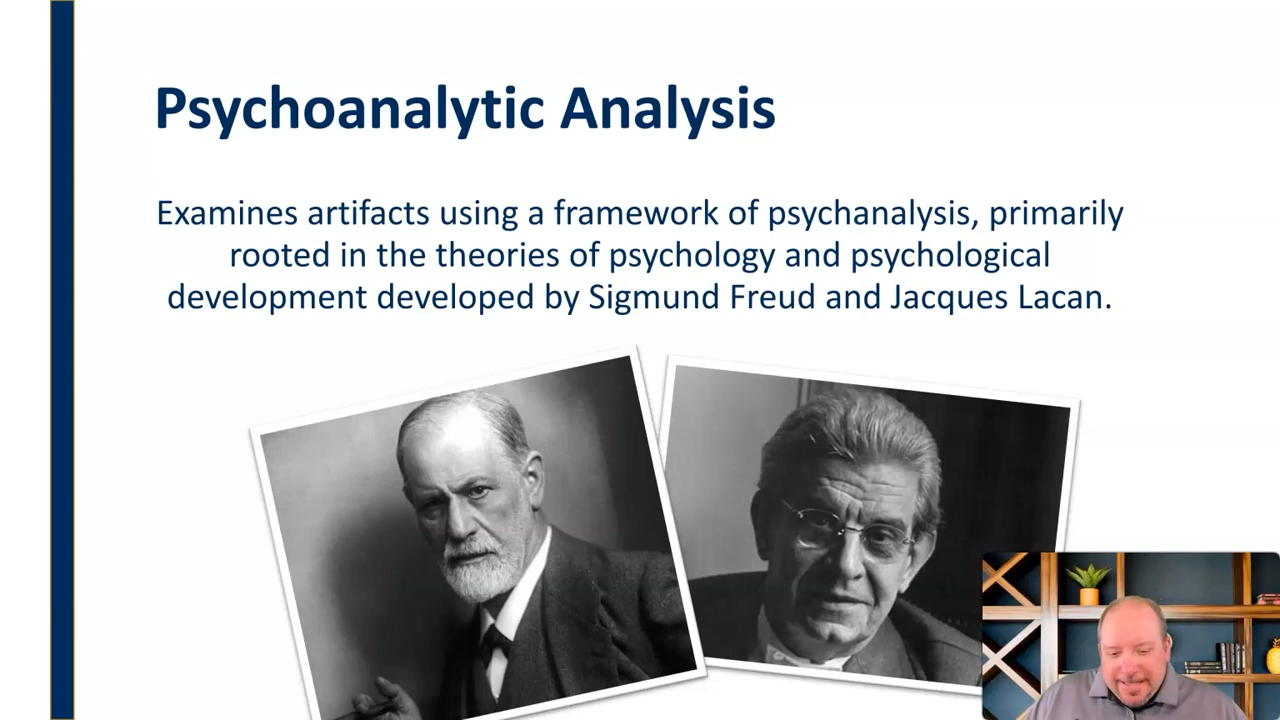 Psychoanalytic Analysis
Examines artifacts using a framework of psychanalysis, primarily
rooted in the theories of psychology and psychological
development developed by Sigmund Freud and Jacques Lacan.